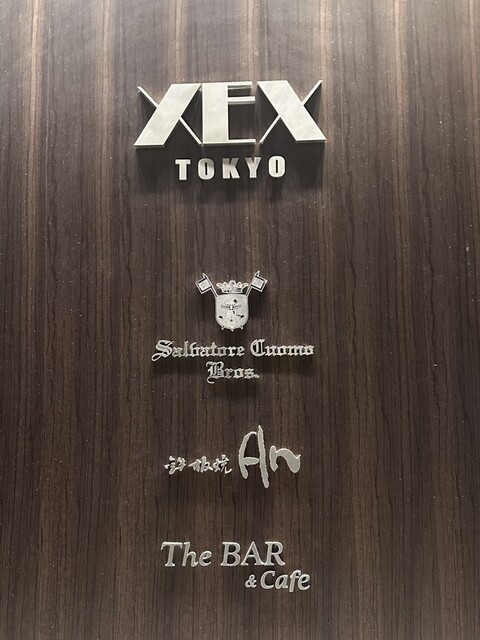 XEX
TOKYO
Salvatore Cuomo
Bros.
鉄板焼 An
The BAR
& Cafe